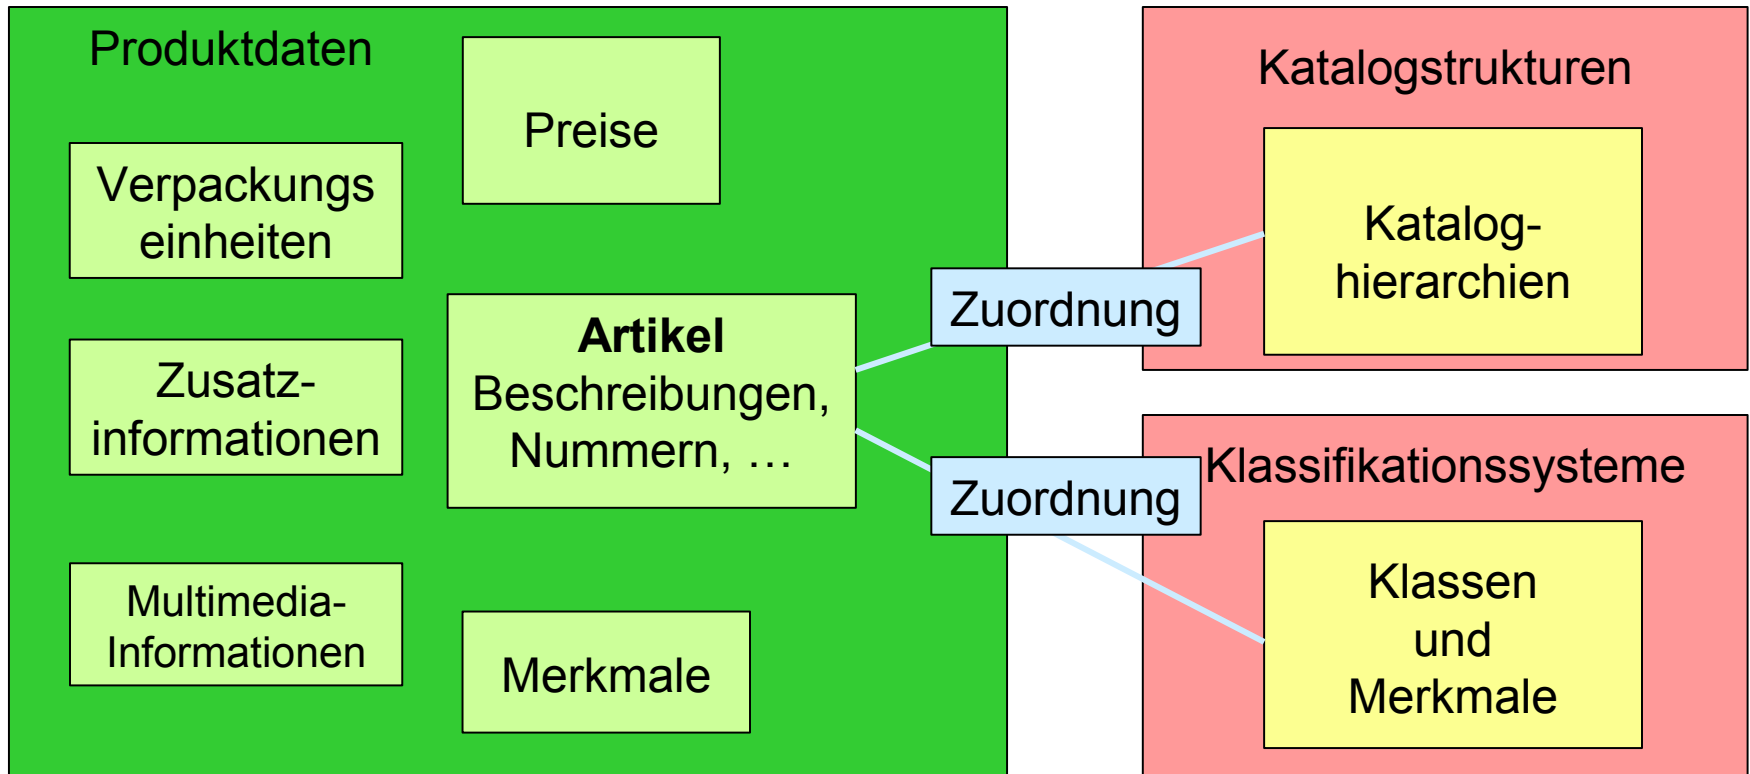 Produktdaten
Preise
Verpackungs
einheiten
Zusatz-
informationen
Artikel
Beschreibungen,
Nummern, …
Multimedia-
Informationen
Merkmale
Zuordnung
Zuordnung
Katalogstrukturen
Katalog-
hierarchien
Klassifikationssysteme
Klassen
und
Merkmale